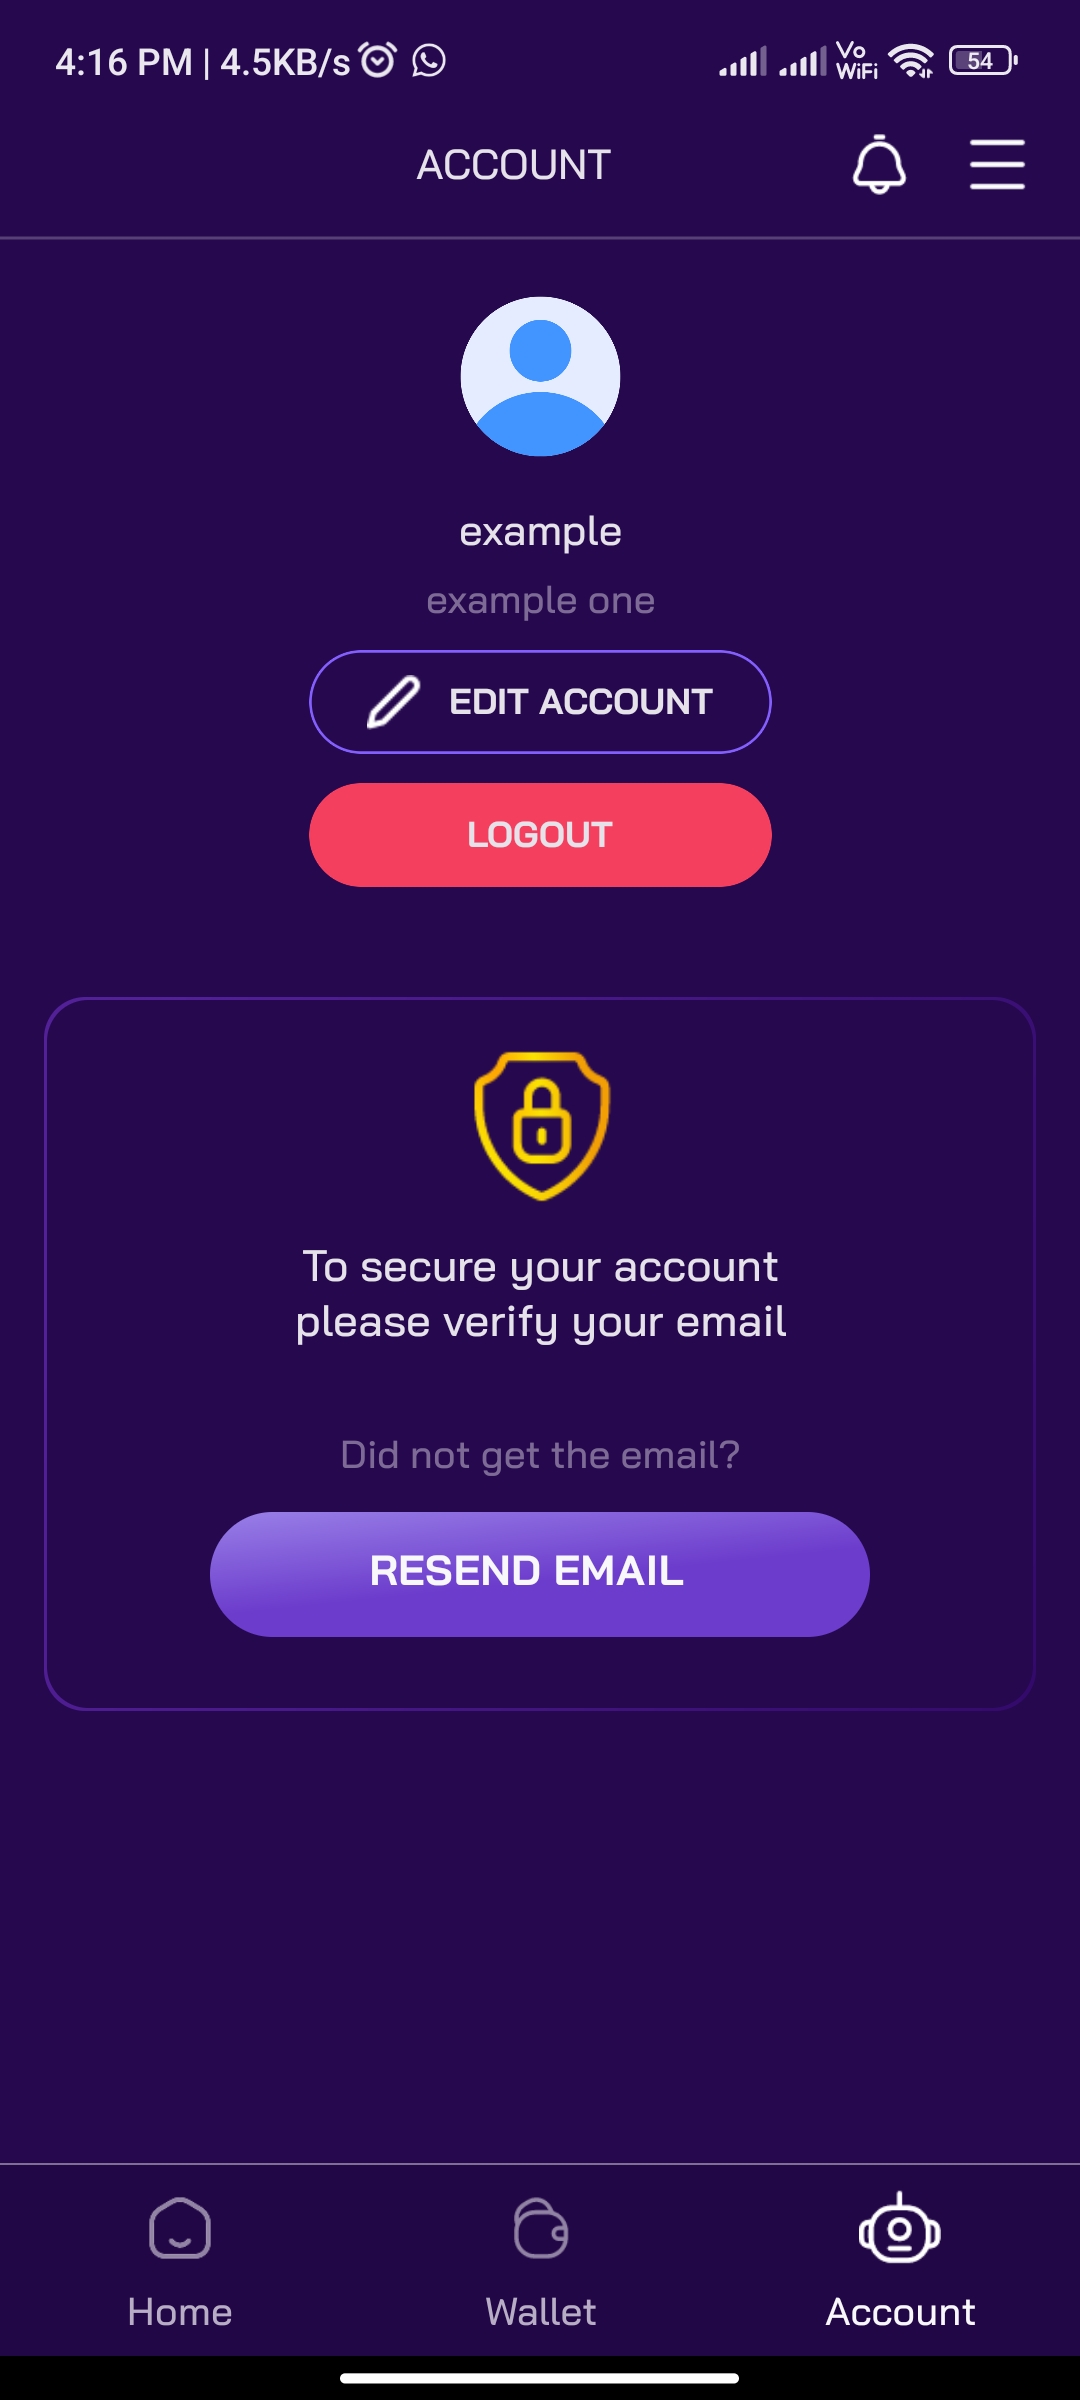 4:16 PM | 4.5KB/s Vo WiFi 54
ACCOUNT
example
example one
EDIT ACCOUNT
LOGOUT
To secure your account
please verify your email
Did not get the email?
RESEND EMAIL
Home Wallet Account